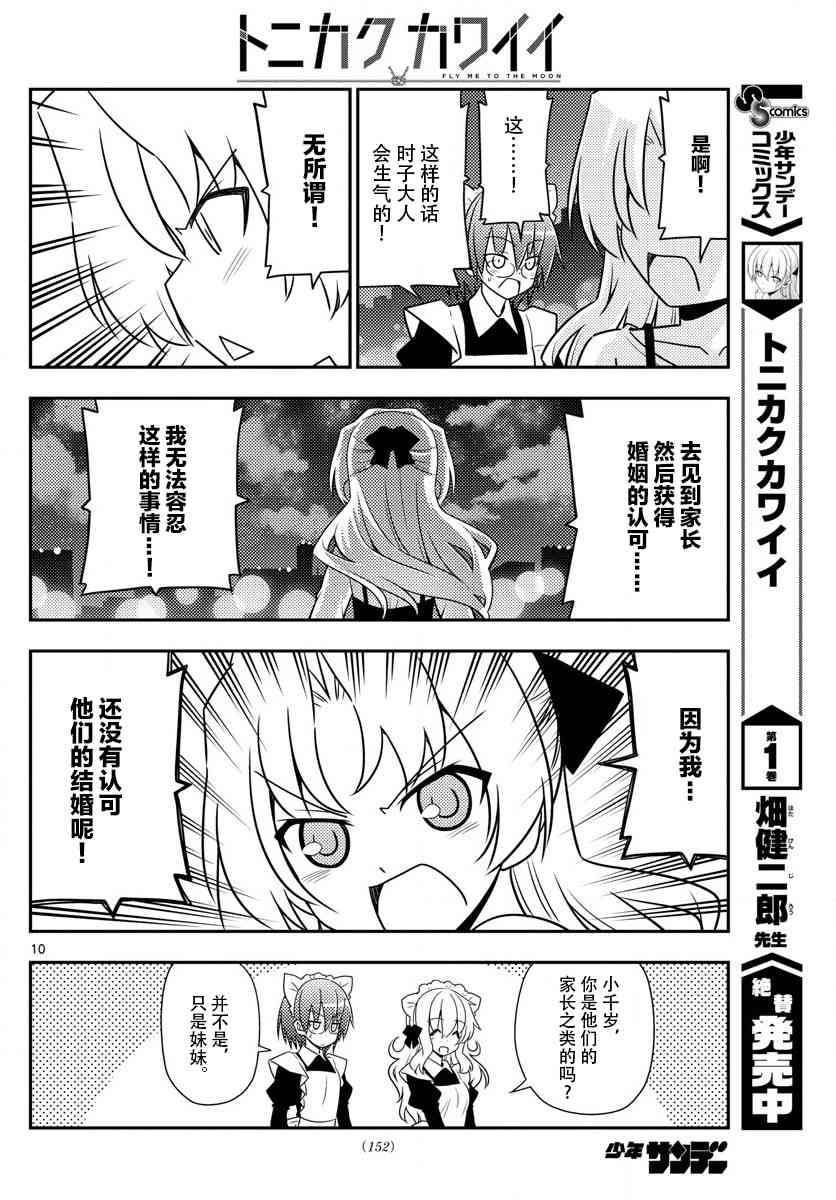 トニカクカワイイ
FLY ME TO THE MOON
是啊！
这……！
这样的话
时子大人
会生气的！
无所谓！
去见到家长
然后获得
婚姻的认可……
我无法容忍
这样的事情
…！
因为我…
还没有认可
他们的结婚呢！
小千岁，
你是他们的
家长之类的吗？
并不是，
只是妹妹。
10
(152)
少年サンデー
SS comics
少年サンデー
コミックス
トニカクカワイイ
第1巻
畑健二郎
はた けん じ ろう
先生
絶賛
発売中